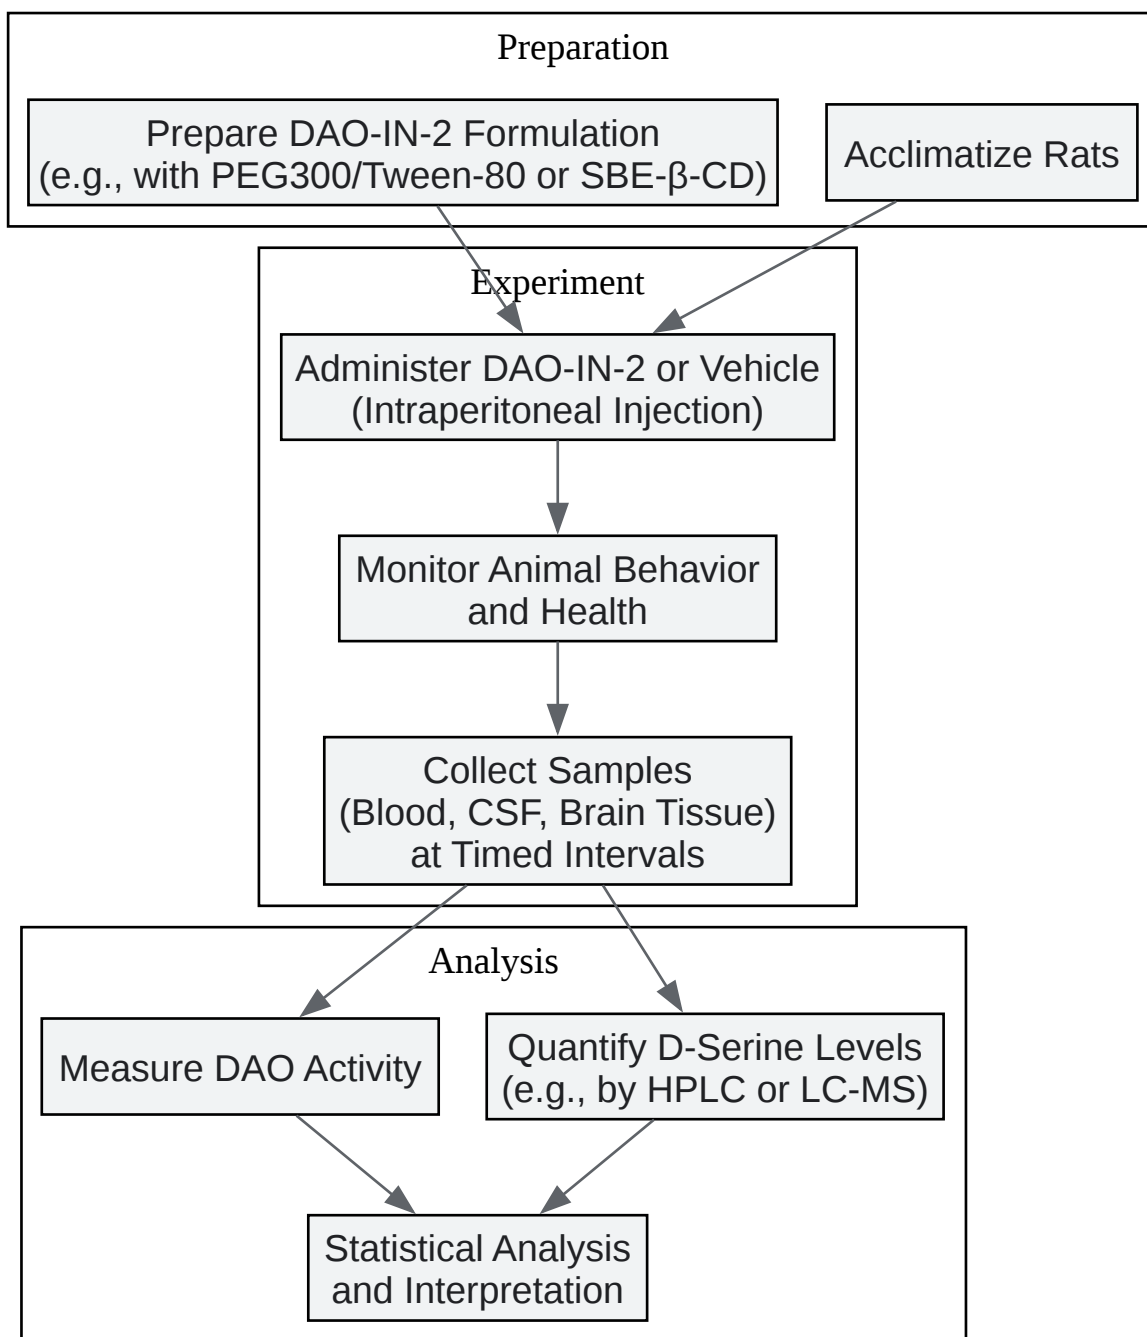 Preparation
Prepare DAO-IN-2 Formulation
(e.g., with PEG300/Tween-80 or SBE-β-CD)
Acclimatize Rats
Experiment
Administer DAO-IN-2 or Vehicle
(Intraperitoneal Injection)
Monitor Animal Behavior
and Health
Collect Samples
(Blood, CSF, Brain Tissue)
at Timed Intervals
Analysis
Measure DAO Activity
Quantify D-Serine Levels
(e.g., by HPLC or LC-MS)
Statistical Analysis
and Interpretation